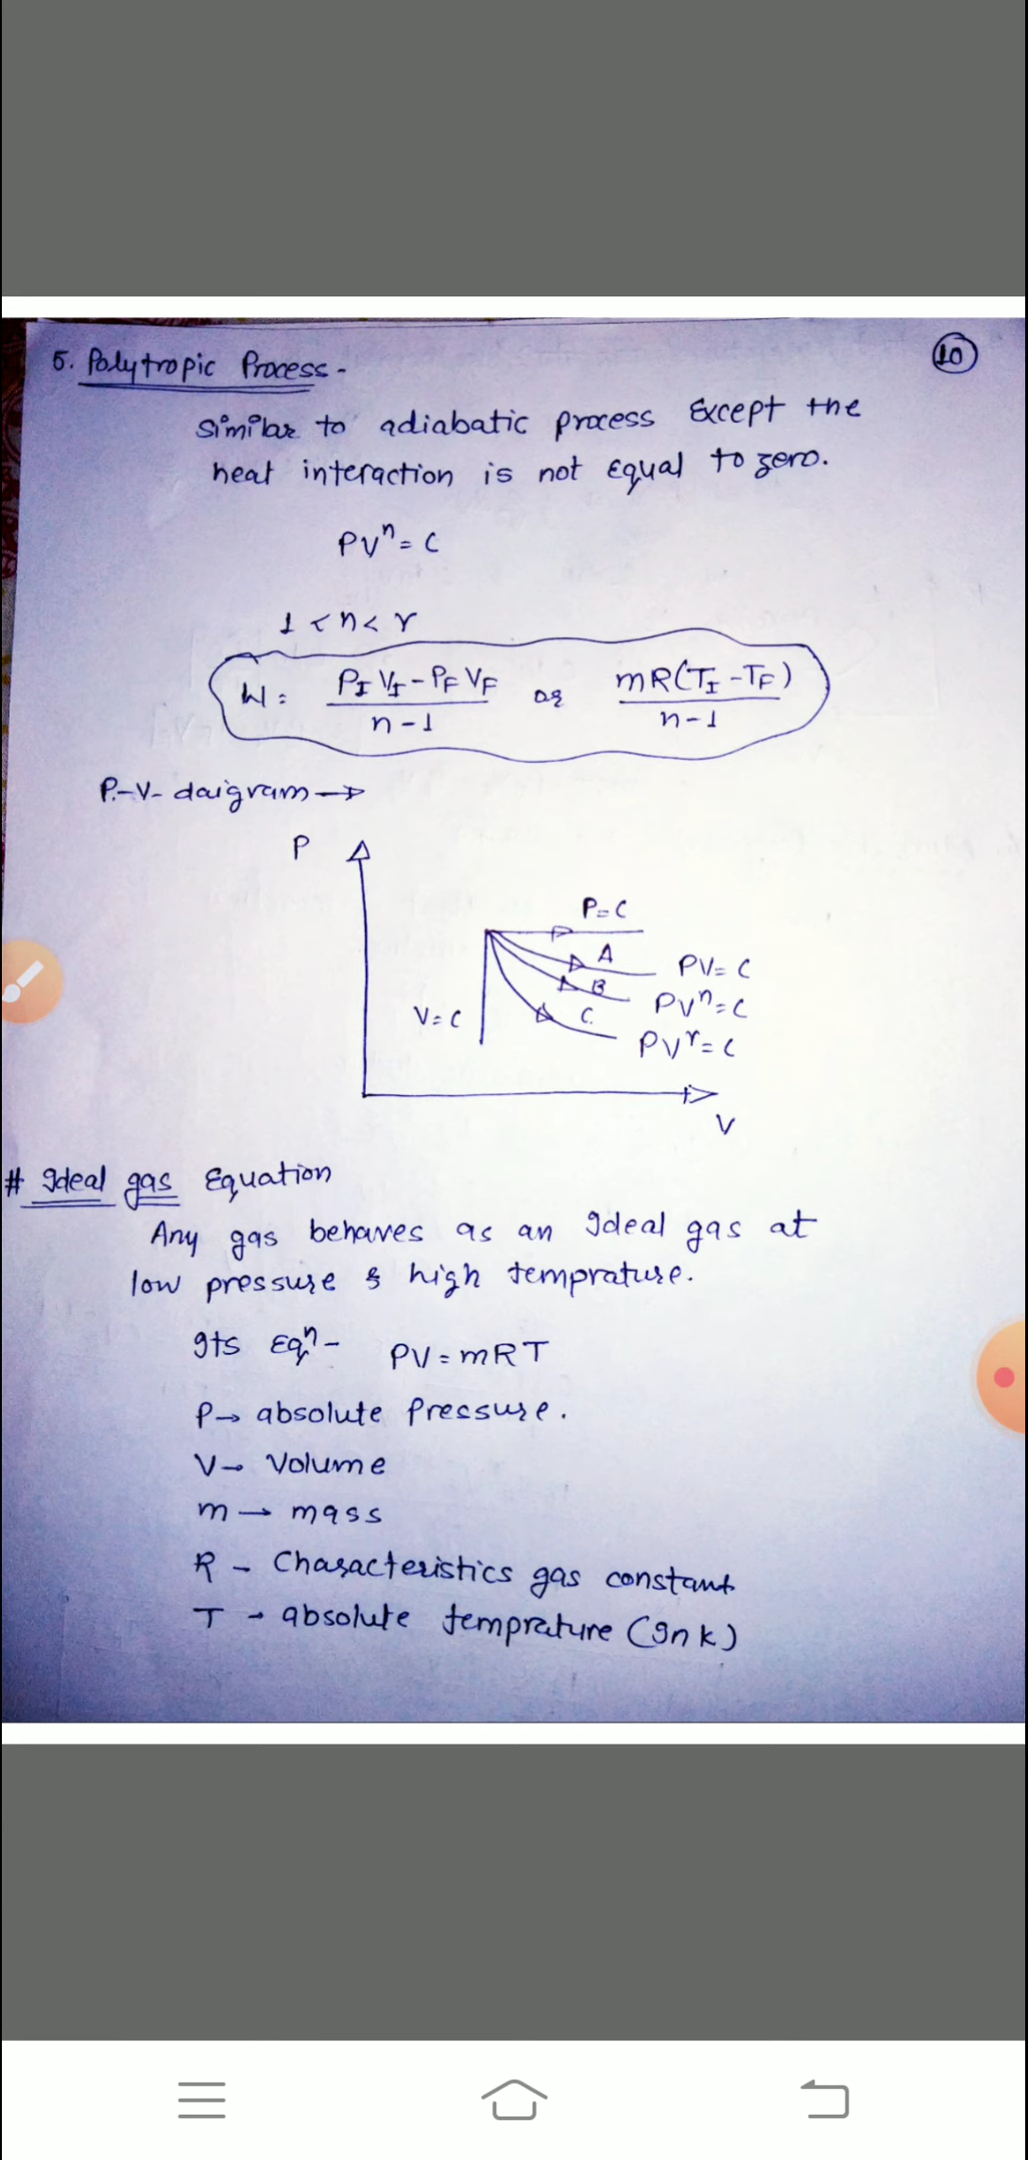 10
5. Polytropic Process -
Similar to adiabatic process Except the
heat interaction is not Equal to zero.
PVⁿ = C
1 < n < γ
W = (P_I V_I - P_F V_F)/(n - 1) or mR(T_I - T_F)/(n - 1)
P-V- daigram →
P
P = C
A
PV = C
B
PVⁿ = C
V = C
C.
PV^γ = C
V
# Ideal gas Equation
Any gas behaves as an Ideal gas at
low pressure & high temprature.
Its Eqⁿ - PV = mRT
P → absolute Pressure.
V → Volume
m → mass
R - Characteristics gas constant
T → absolute temprature (In k)